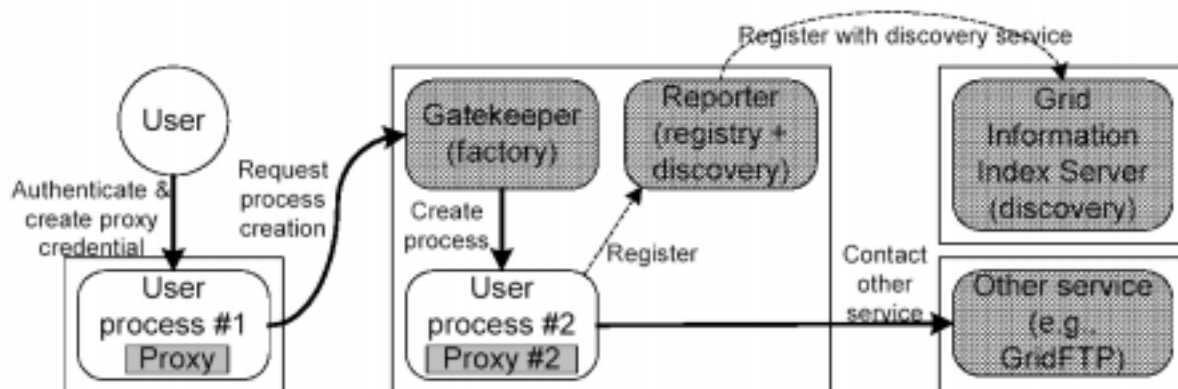 Register with discovery service
User
Gatekeeper
(factory)
Reporter
(registry +
discovery)
Grid
Information
Index Server
(discovery)
Authenticate &
create proxy
credential
Request
process
creation
Create
process
Register
Contact
other
service
User
process #1
Proxy
User
process #2
Proxy #2
Other service
(e.g.,
GridFTP)